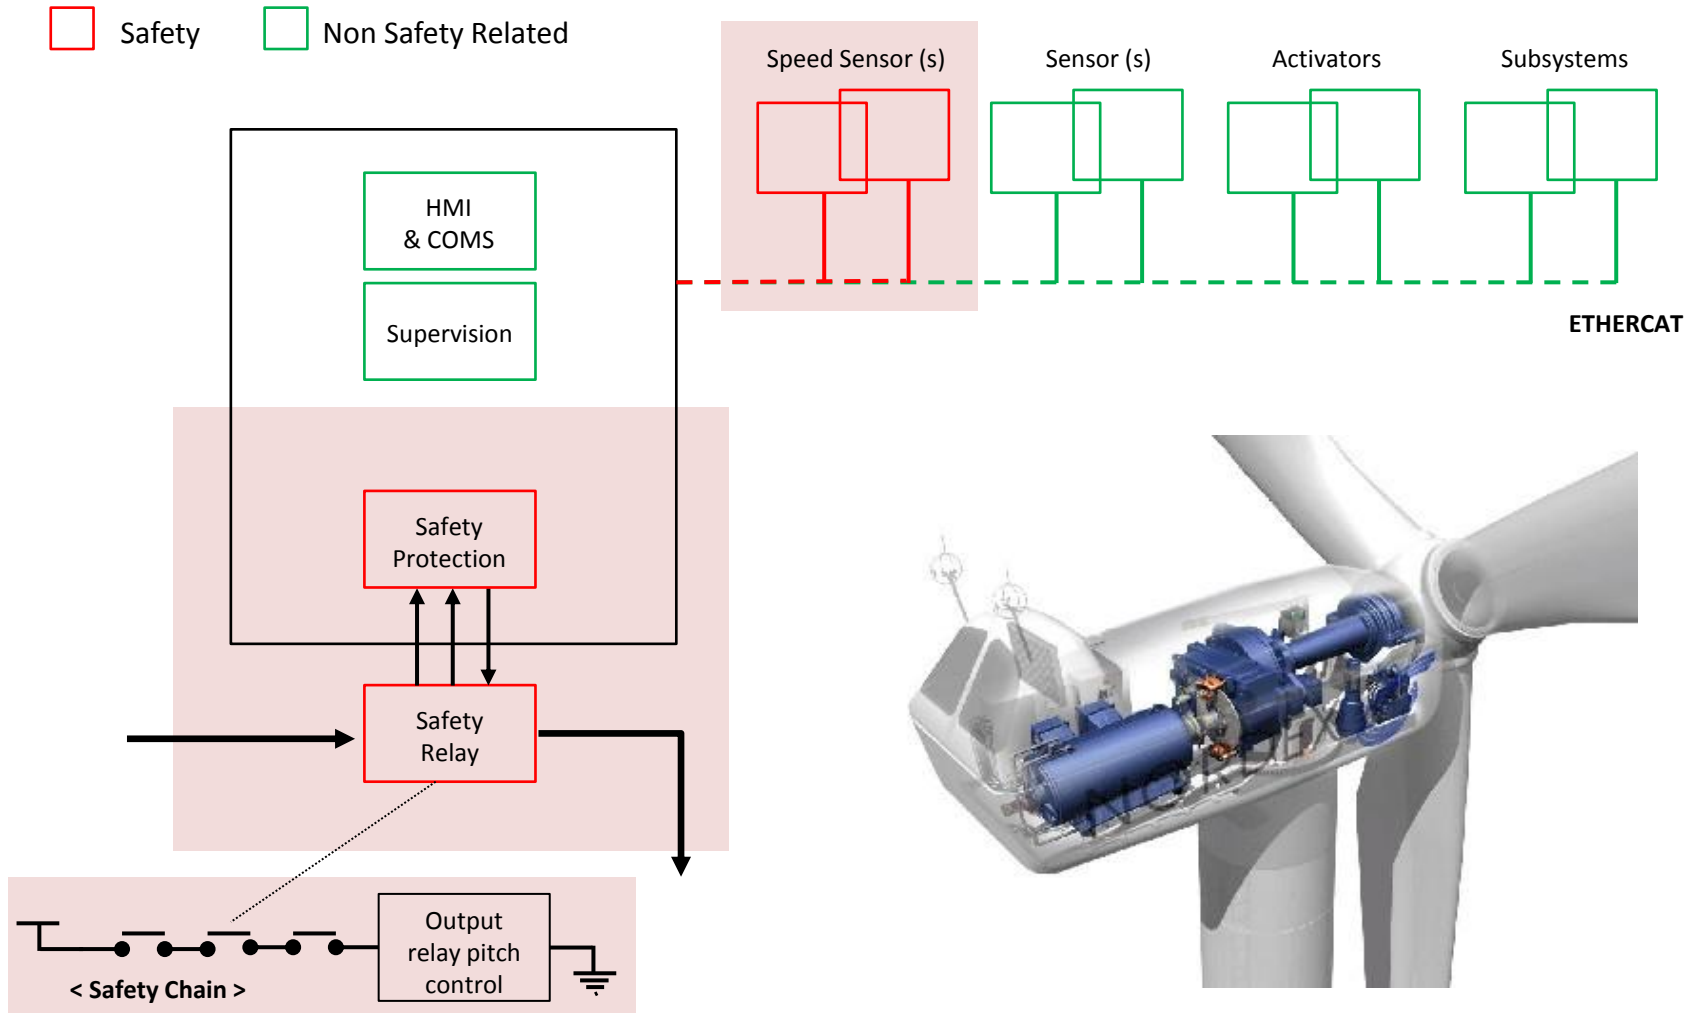 Safety
Non Safety Related
Speed Sensor (s)
Sensor (s)
Activators
Subsystems
HMI
& COMS
Supervision
ETHERCAT
Safety
Protection
Safety
Relay
NORDEX
Output
relay pitch
control
< Safety Chain >